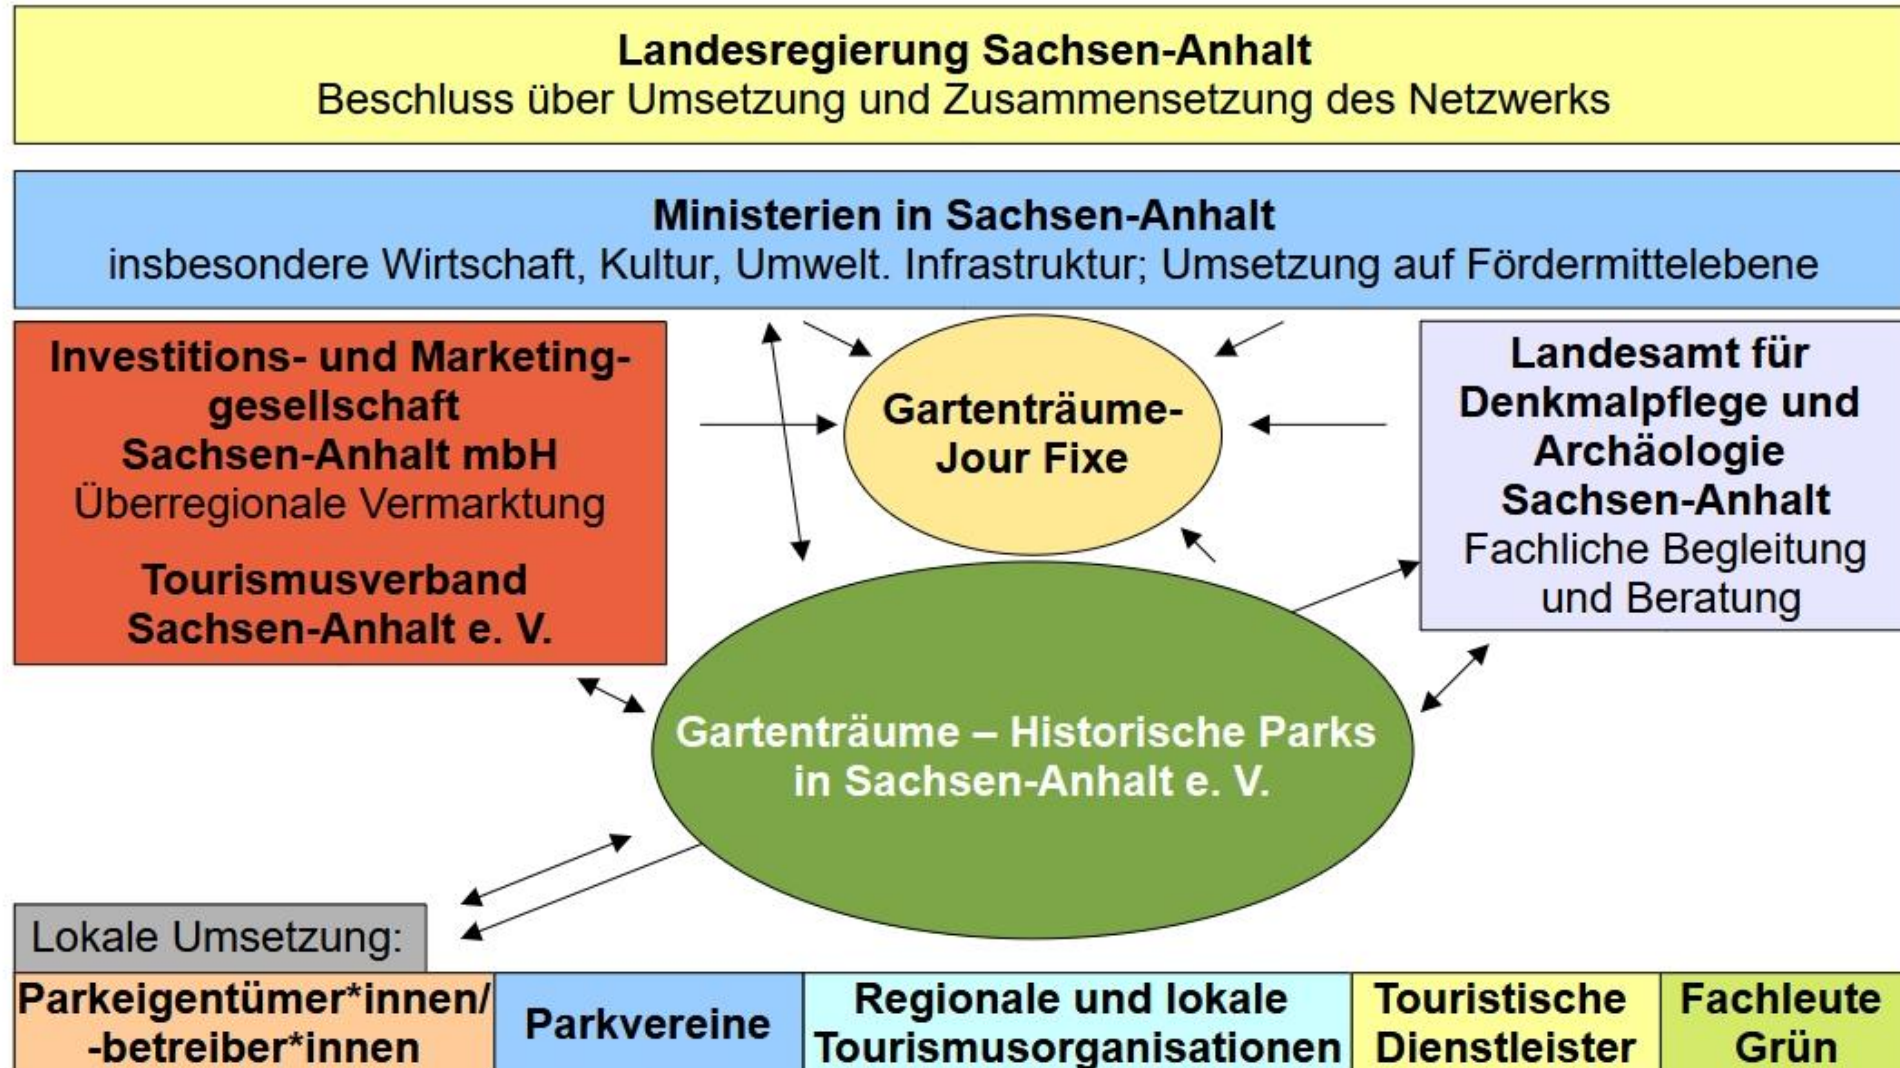 Landesregierung Sachsen-Anhalt
Beschluss über Umsetzung und Zusammensetzung des Netzwerks
Ministerien in Sachsen-Anhalt
insbesondere Wirtschaft, Kultur, Umwelt. Infrastruktur; Umsetzung auf Fördermittelebene
Investitions- und Marketing-
gesellschaft
Sachsen-Anhalt mbH
Überregionale Vermarktung
Tourismusverband
Sachsen-Anhalt e. V.
Gartenträume-
Jour Fixe
Landesamt für
Denkmalpflege und
Archäologie
Sachsen-Anhalt
Fachliche Begleitung
und Beratung
Gartenträume – Historische Parks
in Sachsen-Anhalt e. V.
Lokale Umsetzung:
Parkeigentümer*innen/
-betreiber*innen
Parkvereine
Regionale und lokale
Tourismusorganisationen
Touristische
Dienstleister
Fachleute
Grün